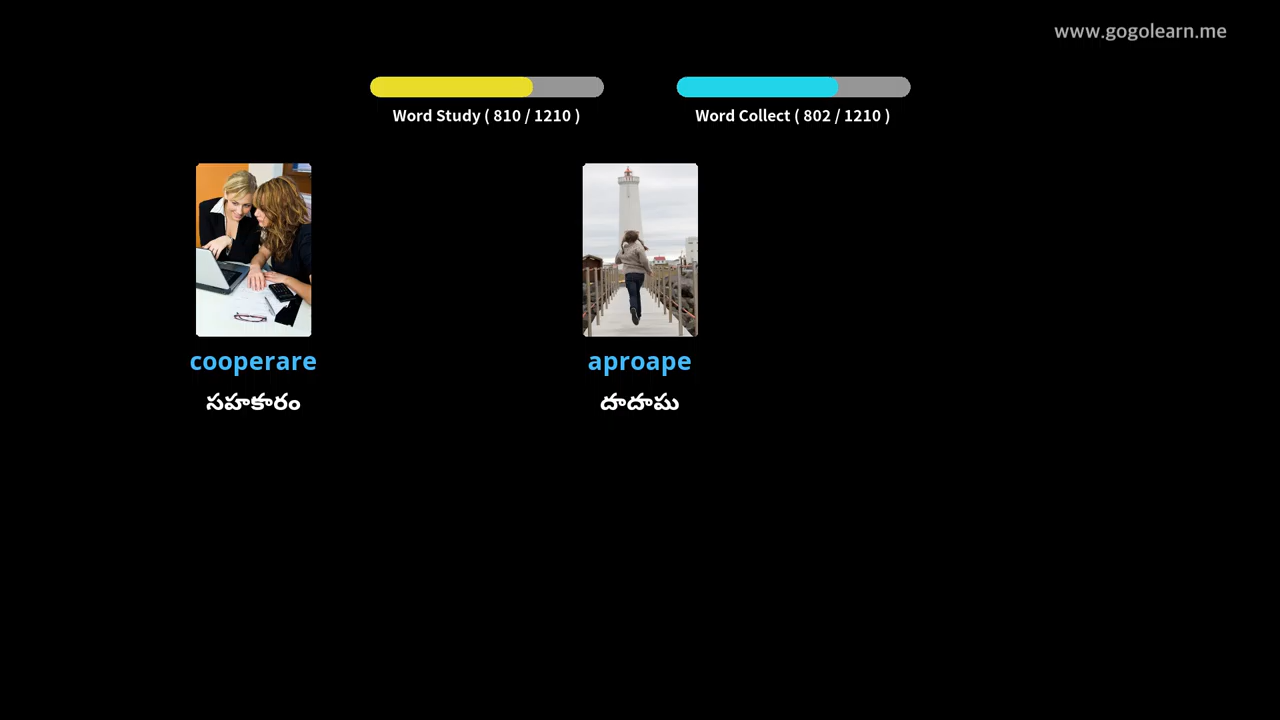 www.gogolearn.me
Word Study ( 810 / 1210 )
Word Collect ( 802 / 1210 )
cooperare
సహకారం
aproape
దాదాపు